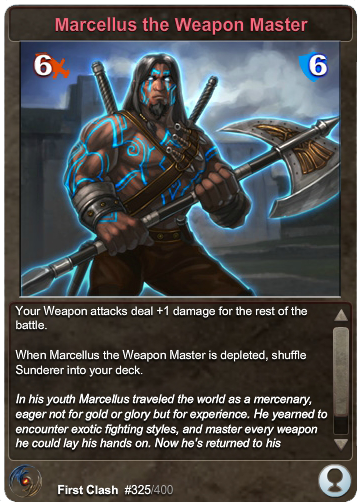 Marcellus the Weapon Master
6
6
Your Weapon attacks deal +1 damage for the rest of the
battle.
When Marcellus the Weapon Master is depleted, shuffle
Sunderer into your deck.
In his youth Marcellus traveled the world as a mercenary,
eager not for gold or glory but for experience. He yearned to
encounter exotic fighting styles, and master every weapon
he could lay his hands on. Now he's returned to his
First Clash #325/400